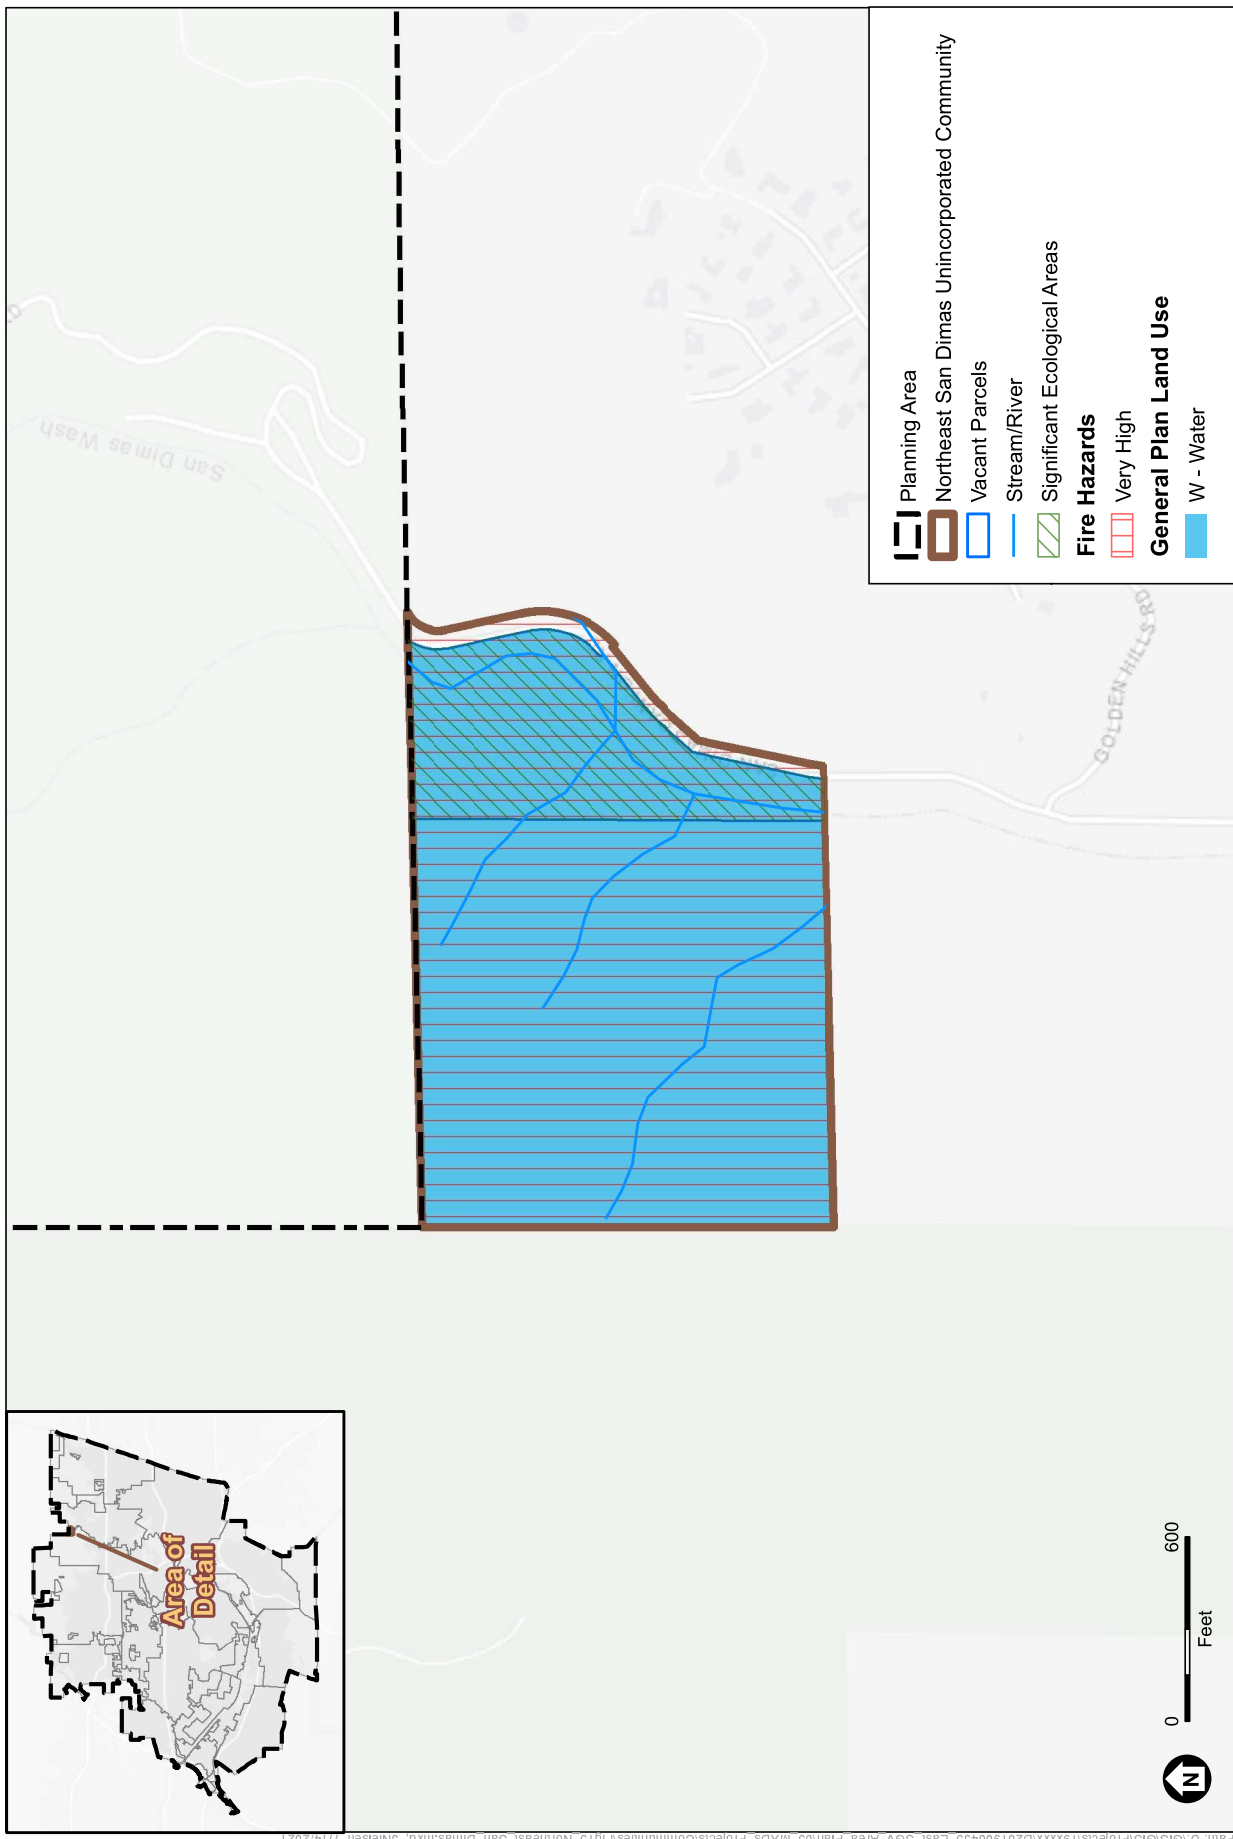 San Dimas Wash
GOLDEN HILLS RD
Planning Area
Northeast San Dimas Unincorporated Community
Vacant Parcels
Stream/River
Significant Ecological Areas
Fire Hazards
Very High
General Plan Land Use
W - Water
Area of
Detail
0
600
Feet
N